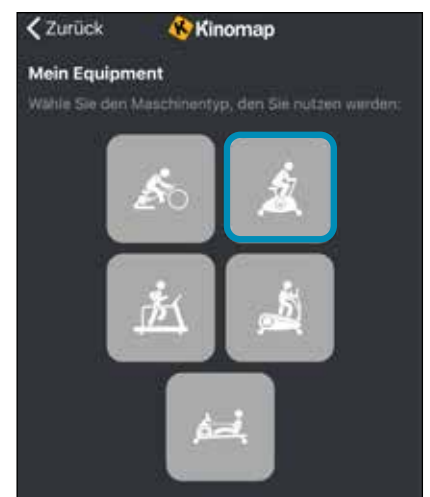 Zurück
Kinomap
Mein Equipment
Wähle Sie den Maschinentyp, den Sie nutzen werden: